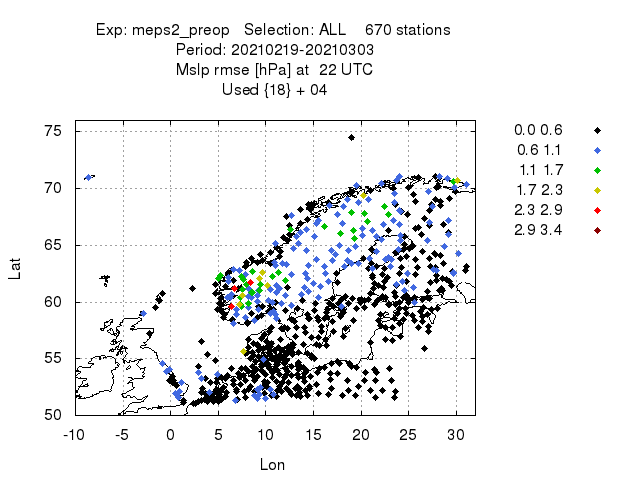 Exp: meps2_preop   Selection: ALL    670 stations
Period: 20210219-20210303
Mslp rmse [hPa] at  22 UTC
Used {18} + 04
75
70
65
60
55
50
Lat
-10 -5 0 5 10 15 20 25 30
Lon
0.0 0.6
0.6 1.1
1.1 1.7
1.7 2.3
2.3 2.9
2.9 3.4